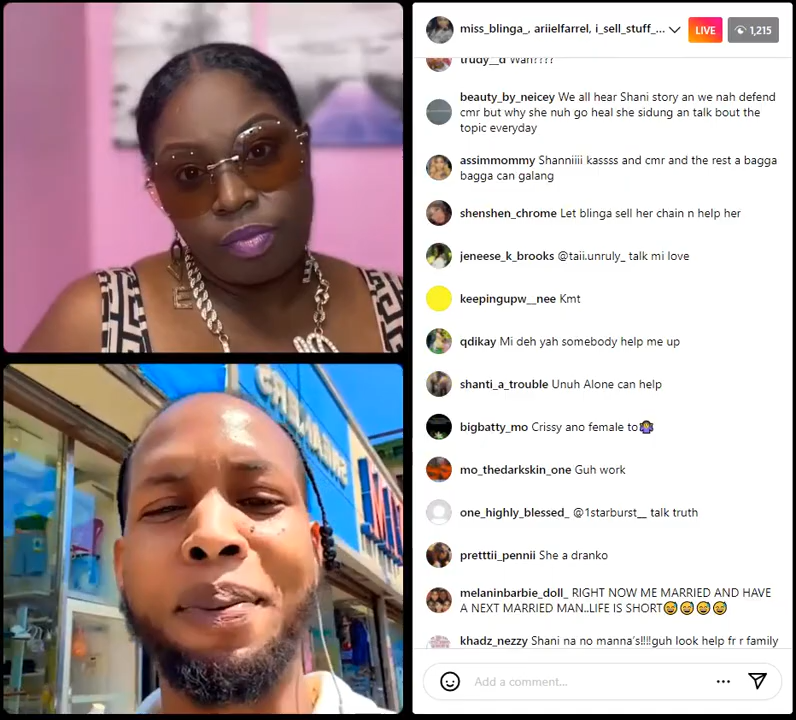 miss_blinga_, ariielfarrel, i_sell_stuff_...
LIVE
1,215
trudy__d Wah????
beauty_by_neicey We all hear Shani story an we nah defend
cmr but why she nuh go heal she sidung an talk bout the
topic everyday
assimmommy Shanniiii kassss and cmr and the rest a bagga
bagga can galang
shenshen_chrome Let blinga sell her chain n help her
jeneese_k_brooks @taii.unruly_ talk mi love
keepingupw__nee Kmt
qdikay Mi deh yah somebody help me up
shanti_a_trouble Unuh Alone can help
bigbatty_mo Crissy ano female to🤷🏾‍♀️
mo_thedarkskin_one Guh work
one_highly_blessed_ @1starburst__ talk truth
pretttii_pennii She a dranko
melaninbarbie_doll_ RIGHT NOW ME MARRIED AND HAVE
A NEXT MARRIED MAN..LIFE IS SHORT😅😅😅😅
khadz_nezzy Shani na no manna's!!!!guh look help fr r family
Add a comment...